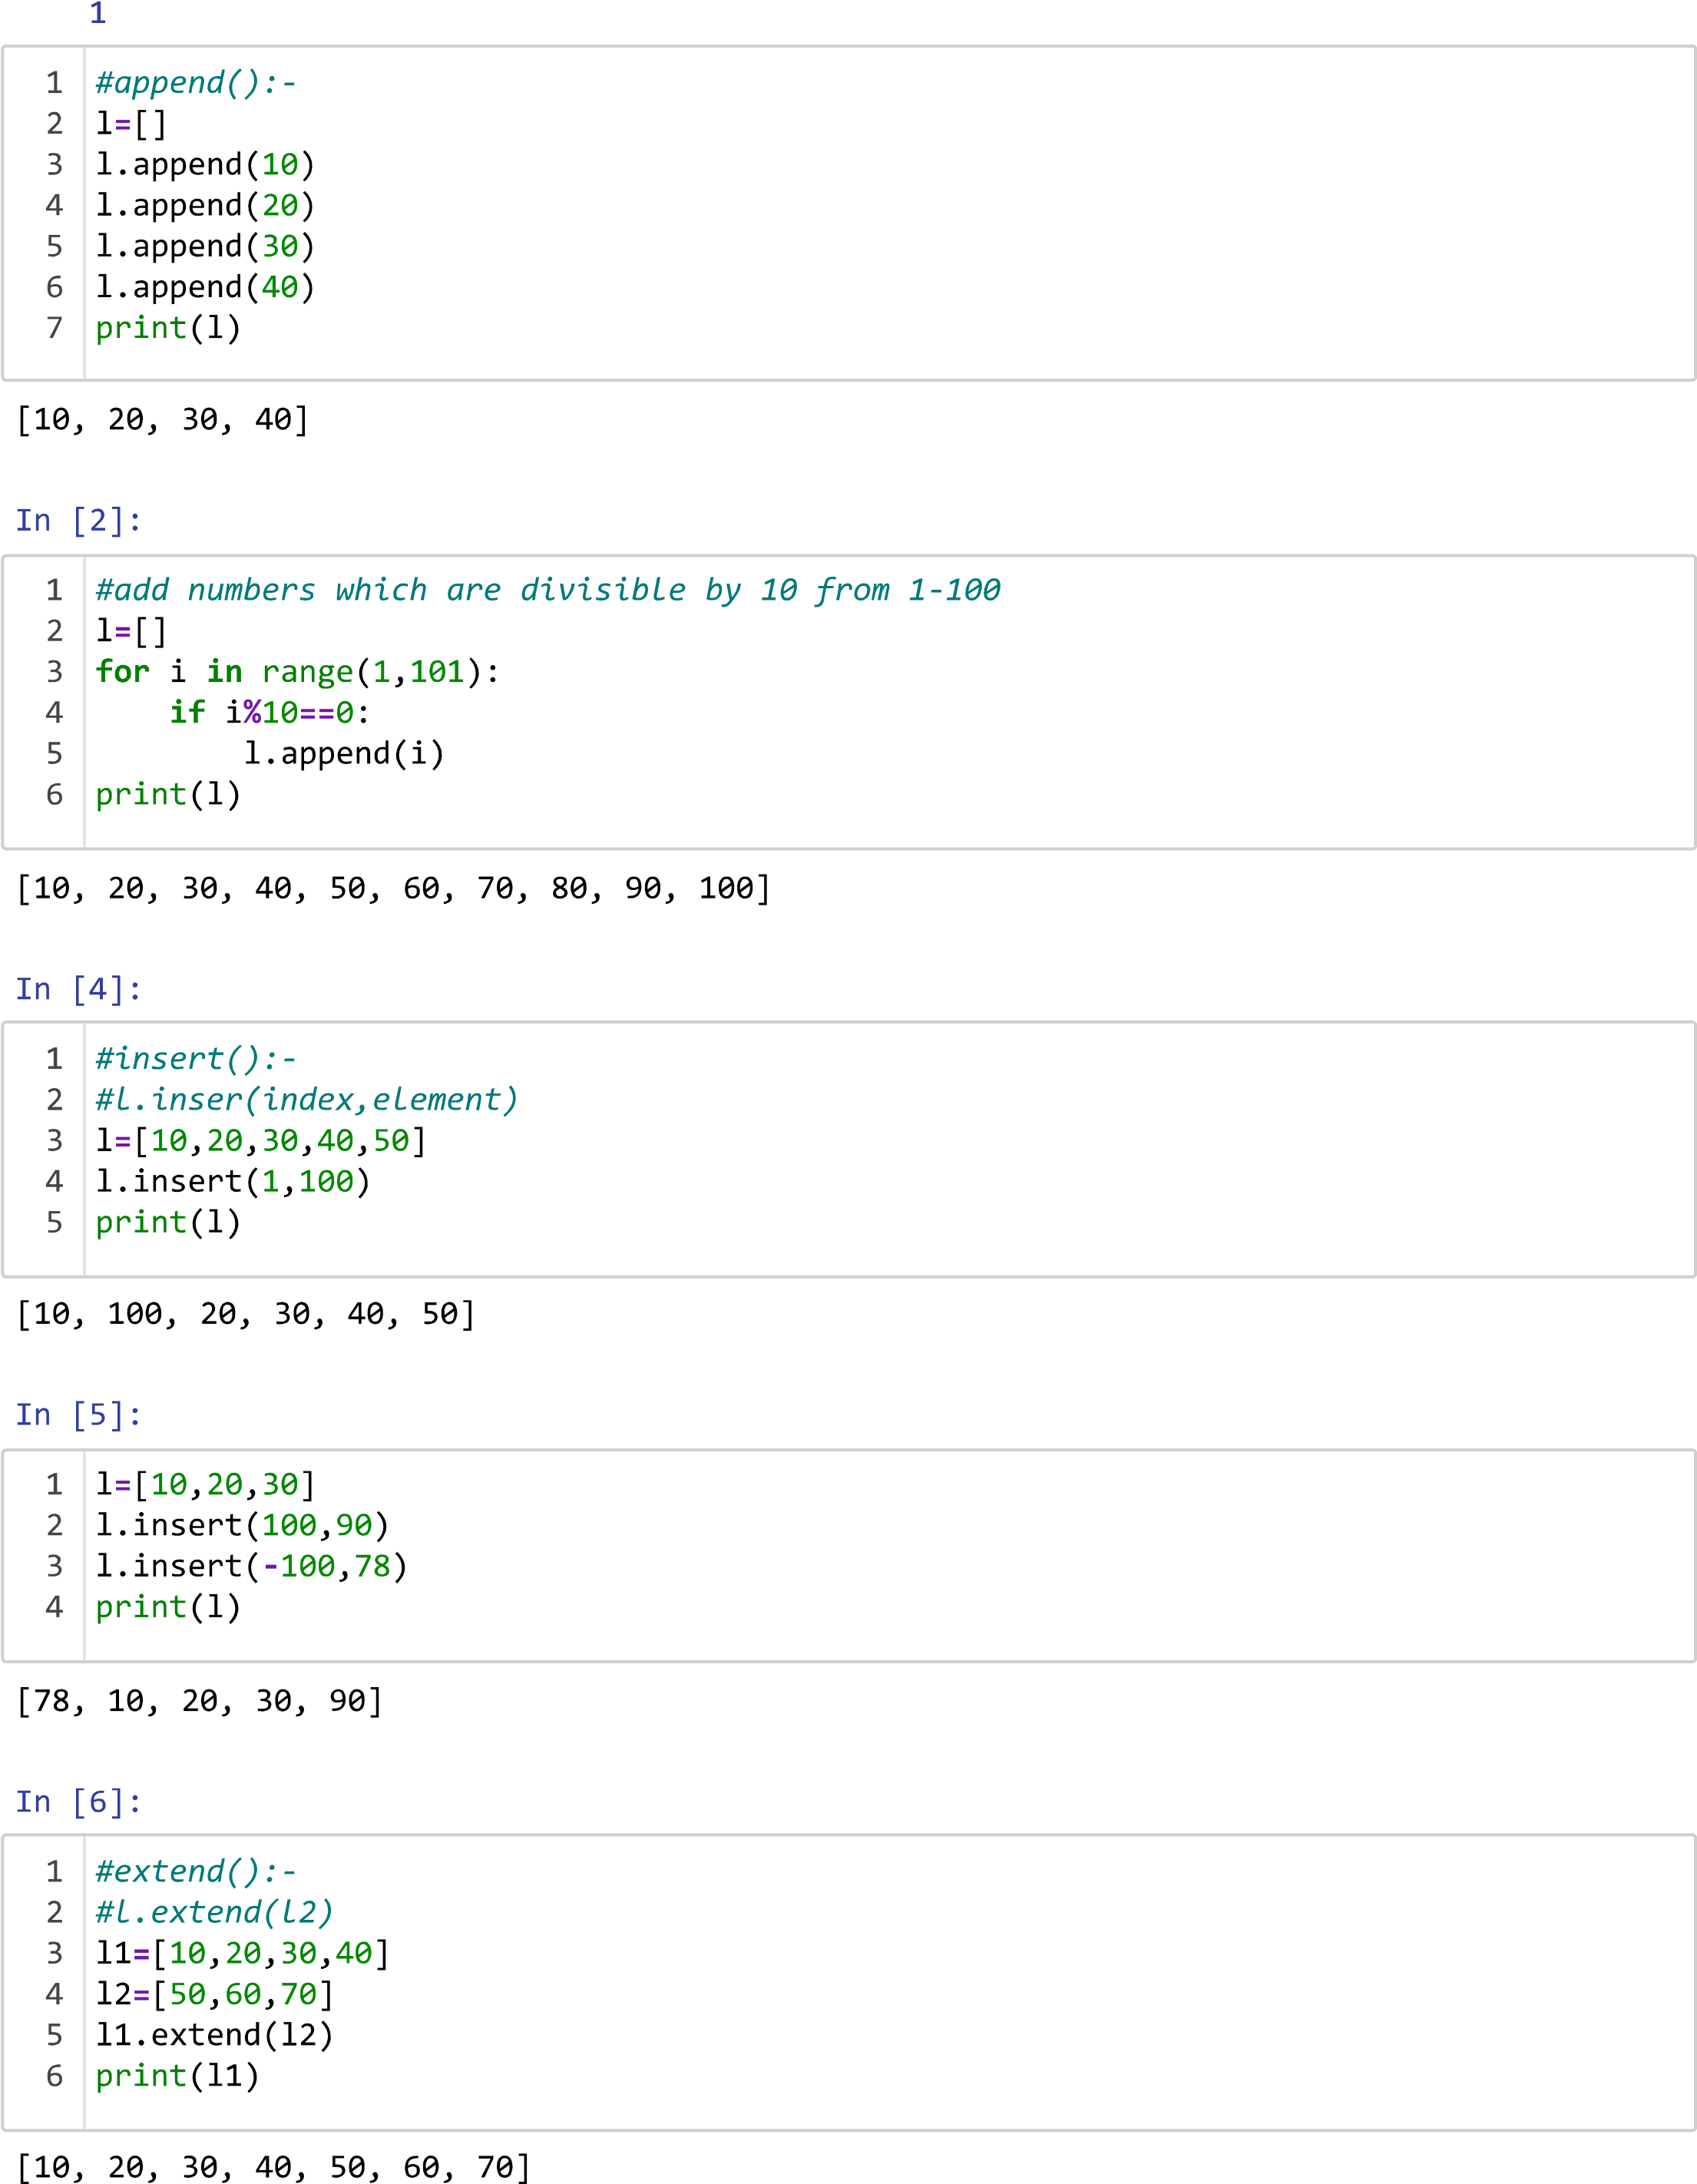 1
1 #append():-
2 l=[]
3 l.append(10)
4 l.append(20)
5 l.append(30)
6 l.append(40)
7 print(l)
[10, 20, 30, 40]
In [2]:
1 #add numbers which are divisible by 10 from 1-100
2 l=[]
3 for i in range(1,101):
4     if i%10==0:
5         l.append(i)
6 print(l)
[10, 20, 30, 40, 50, 60, 70, 80, 90, 100]
In [4]:
1 #insert():-
2 #l.inser(index,element)
3 l=[10,20,30,40,50]
4 l.insert(1,100)
5 print(l)
[10, 100, 20, 30, 40, 50]
In [5]:
1 l=[10,20,30]
2 l.insert(100,90)
3 l.insert(-100,78)
4 print(l)
[78, 10, 20, 30, 90]
In [6]:
1 #extend():-
2 #l.extend(l2)
3 l1=[10,20,30,40]
4 l2=[50,60,70]
5 l1.extend(l2)
6 print(l1)
[10, 20, 30, 40, 50, 60, 70]